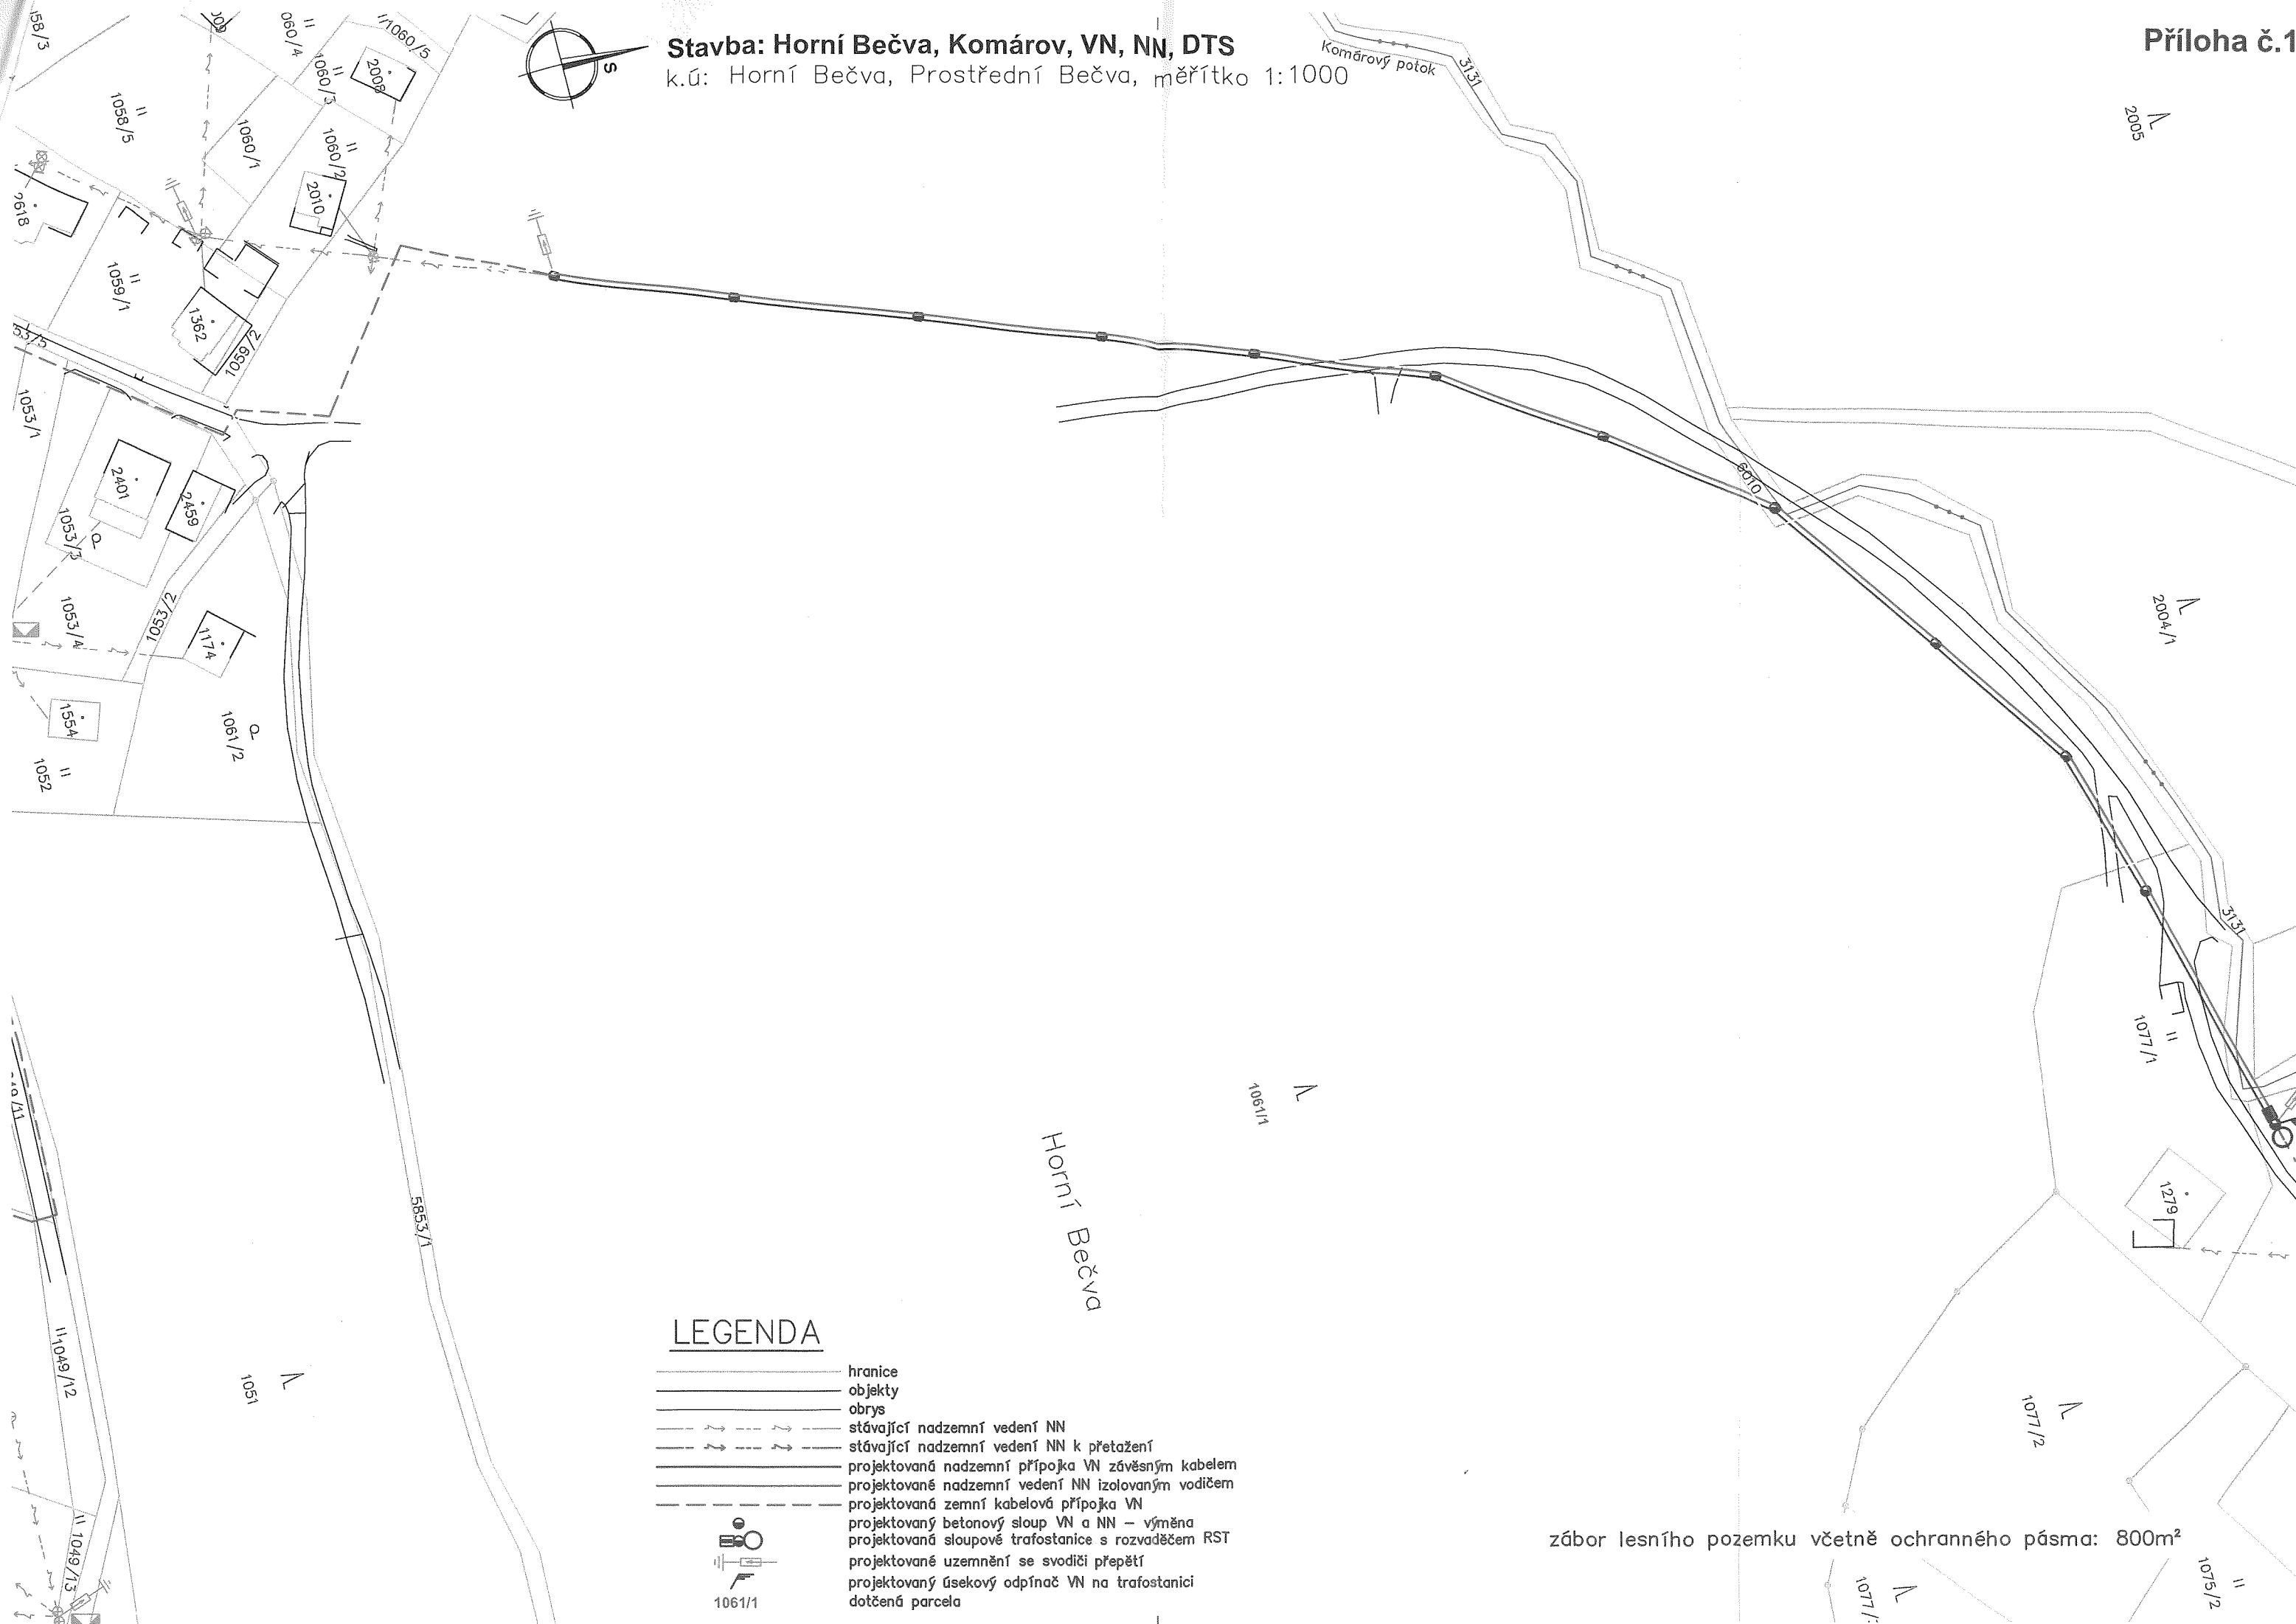 Stavba: Horní Bečva, Komárov, VN, NN, DTS
k.ú: Horní Bečva, Prostřední Bečva, měřítko 1:1000
Příloha č.1
S
Komárový potok
3131
2005
58/3
1060/4
1060/5
1060/3
2008
1058/5
1060/1
1060/2
2010
2618
1059/1
1362
1059/2
53/5
1053/1
2401
2459
1053/3
1053/4
1053/2
1174
1554
1052
1061/2
6010
2004/1
3131
1077/1
1279
1061/1
Horní Bečva
5853/1
49/11
1049/12
1051
1049/13
1077/2
1077/
1075/2
LEGENDA
hranice
objekty
obrys
stávající nadzemní vedení NN
stávající nadzemní vedení NN k přetažení
projektovaná nadzemní přípojka VN závěsným kabelem
projektované nadzemní vedení NN izolovaným vodičem
projektovaná zemní kabelová přípojka VN
projektovaný betonový sloup VN a NN – výměna
projektovaná sloupové trafostanice s rozvaděčem RST
projektované uzemnění se svodiči přepětí
projektovaný úsekový odpínač VN na trafostanici
1061/1 dotčená parcela
zábor lesního pozemku včetně ochranného pásma: 800m²